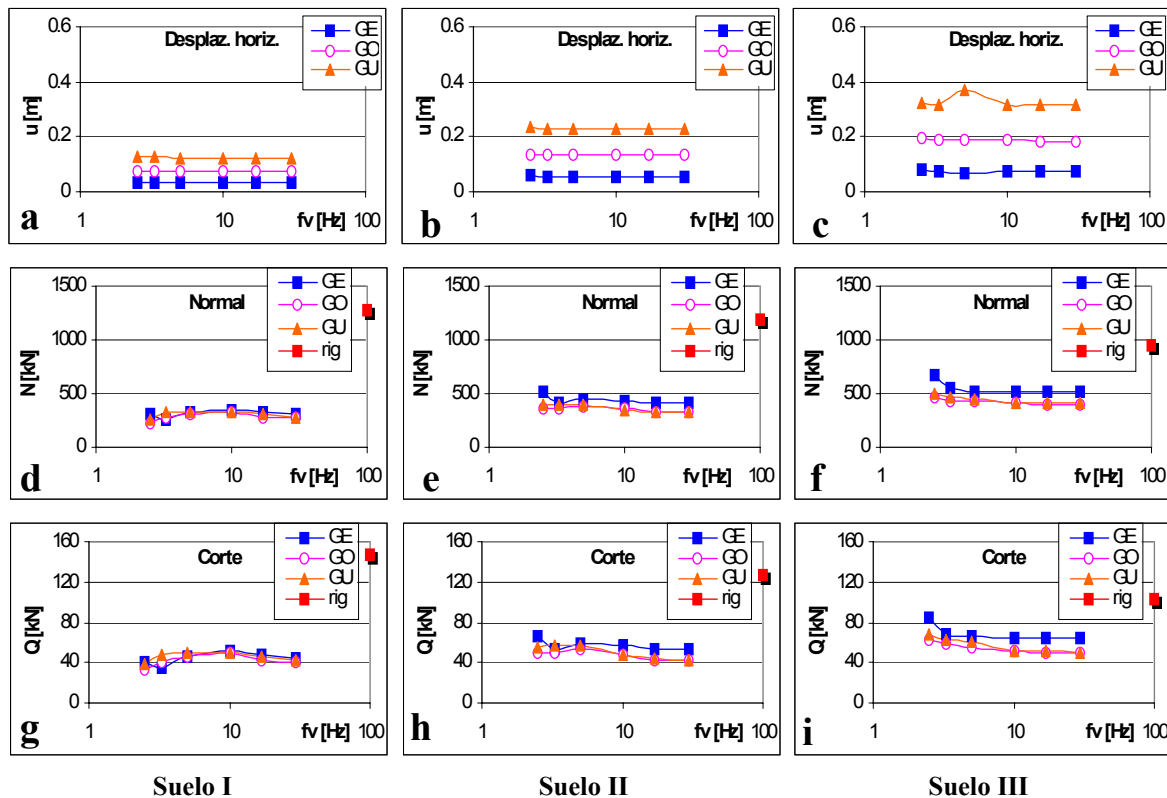 Desplaz. horiz.
GE
GO
GU
u [m]
0.6
0.4
0.2
0
1
10
100
fv [Hz]
a
Desplaz. horiz.
GE
GO
GU
u [m]
0.6
0.4
0.2
0
1
10
100
fv [Hz]
b
Desplaz. horiz.
GE
GO
GU
u [m]
0.6
0.4
0.2
0
1
10
100
fv [Hz]
c
Normal
GE
GO
GU
rig
N [kN]
1500
1000
500
0
1
10
100
fv [Hz]
d
Normal
GE
GO
GU
rig
N [kN]
1500
1000
500
0
1
10
100
fv [Hz]
e
Normal
GE
GO
GU
rig
N [kN]
1500
1000
500
0
1
10
100
fv [Hz]
f
Corte
GE
GO
GU
rig
Q [kN]
160
120
80
40
0
1
10
100
fv [Hz]
g
Corte
GE
GO
GU
rig
Q [kN]
160
120
80
40
0
1
10
100
fv [Hz]
h
Corte
GE
GO
GU
rig
Q [kN]
160
120
80
40
0
1
10
100
fv [Hz]
i
Suelo I
Suelo II
Suelo III